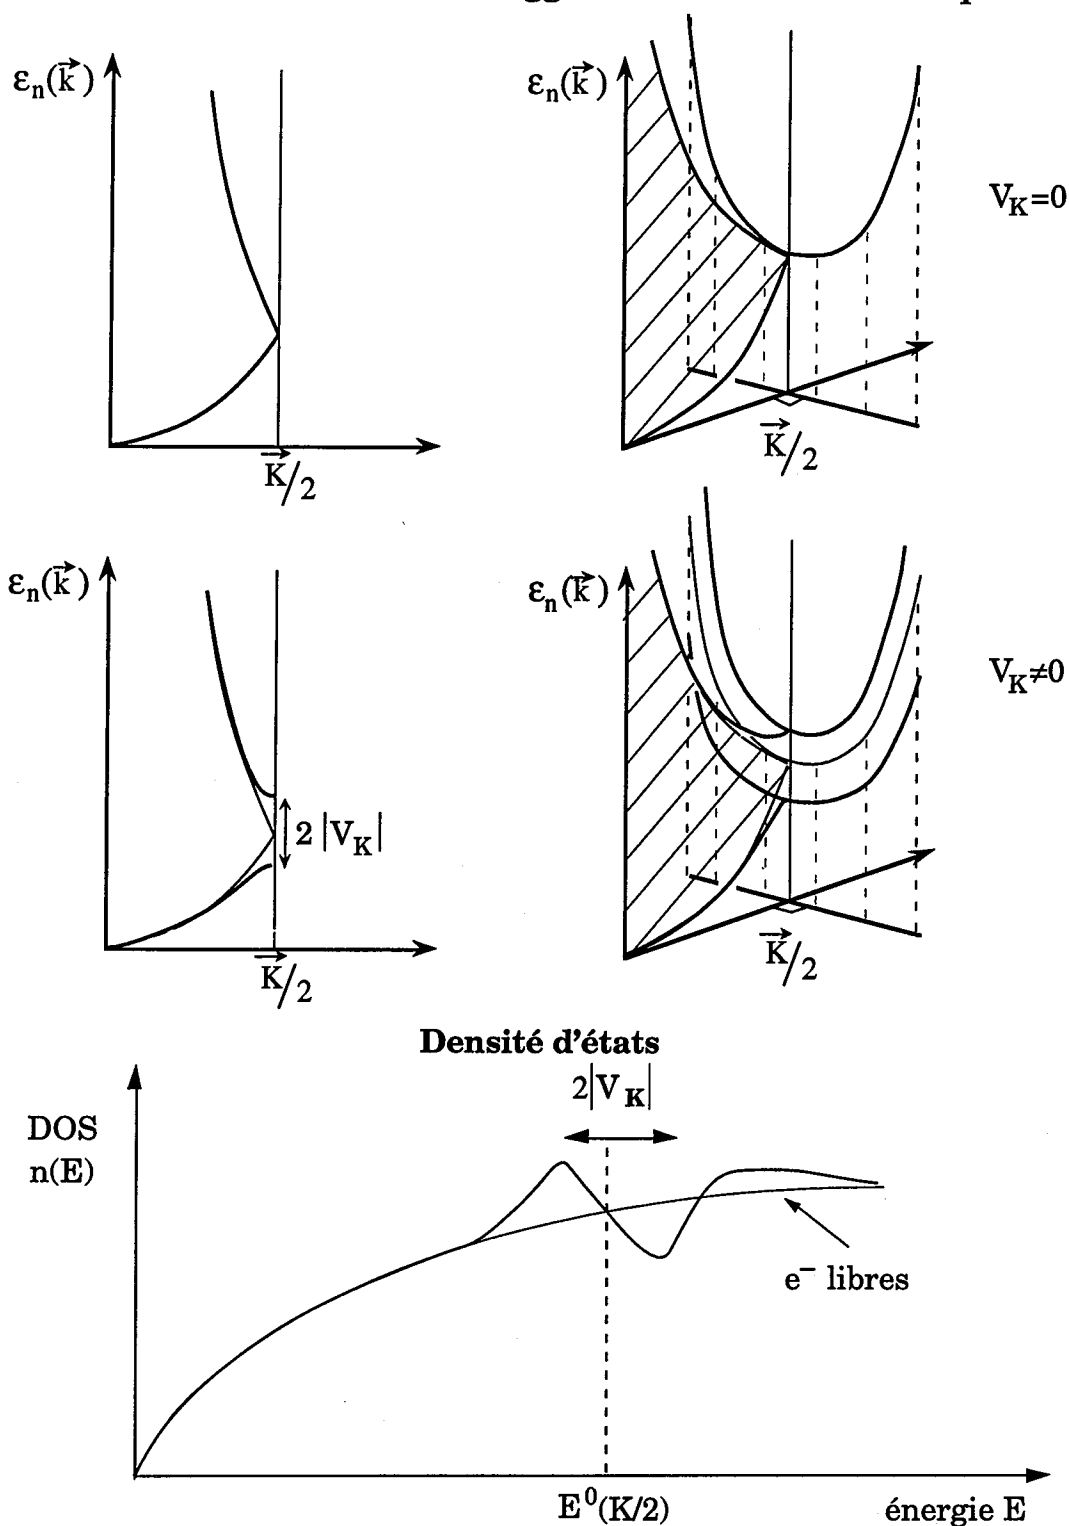 εn(k⃗)
K⃗/2
εn(k⃗)
VK=0
K⃗/2
εn(k⃗)
2 |VK|
K⃗/2
εn(k⃗)
VK≠0
K⃗/2
Densité d'états
2|VK|
DOS
n(E)
e⁻ libres
E⁰(K/2)
énergie E